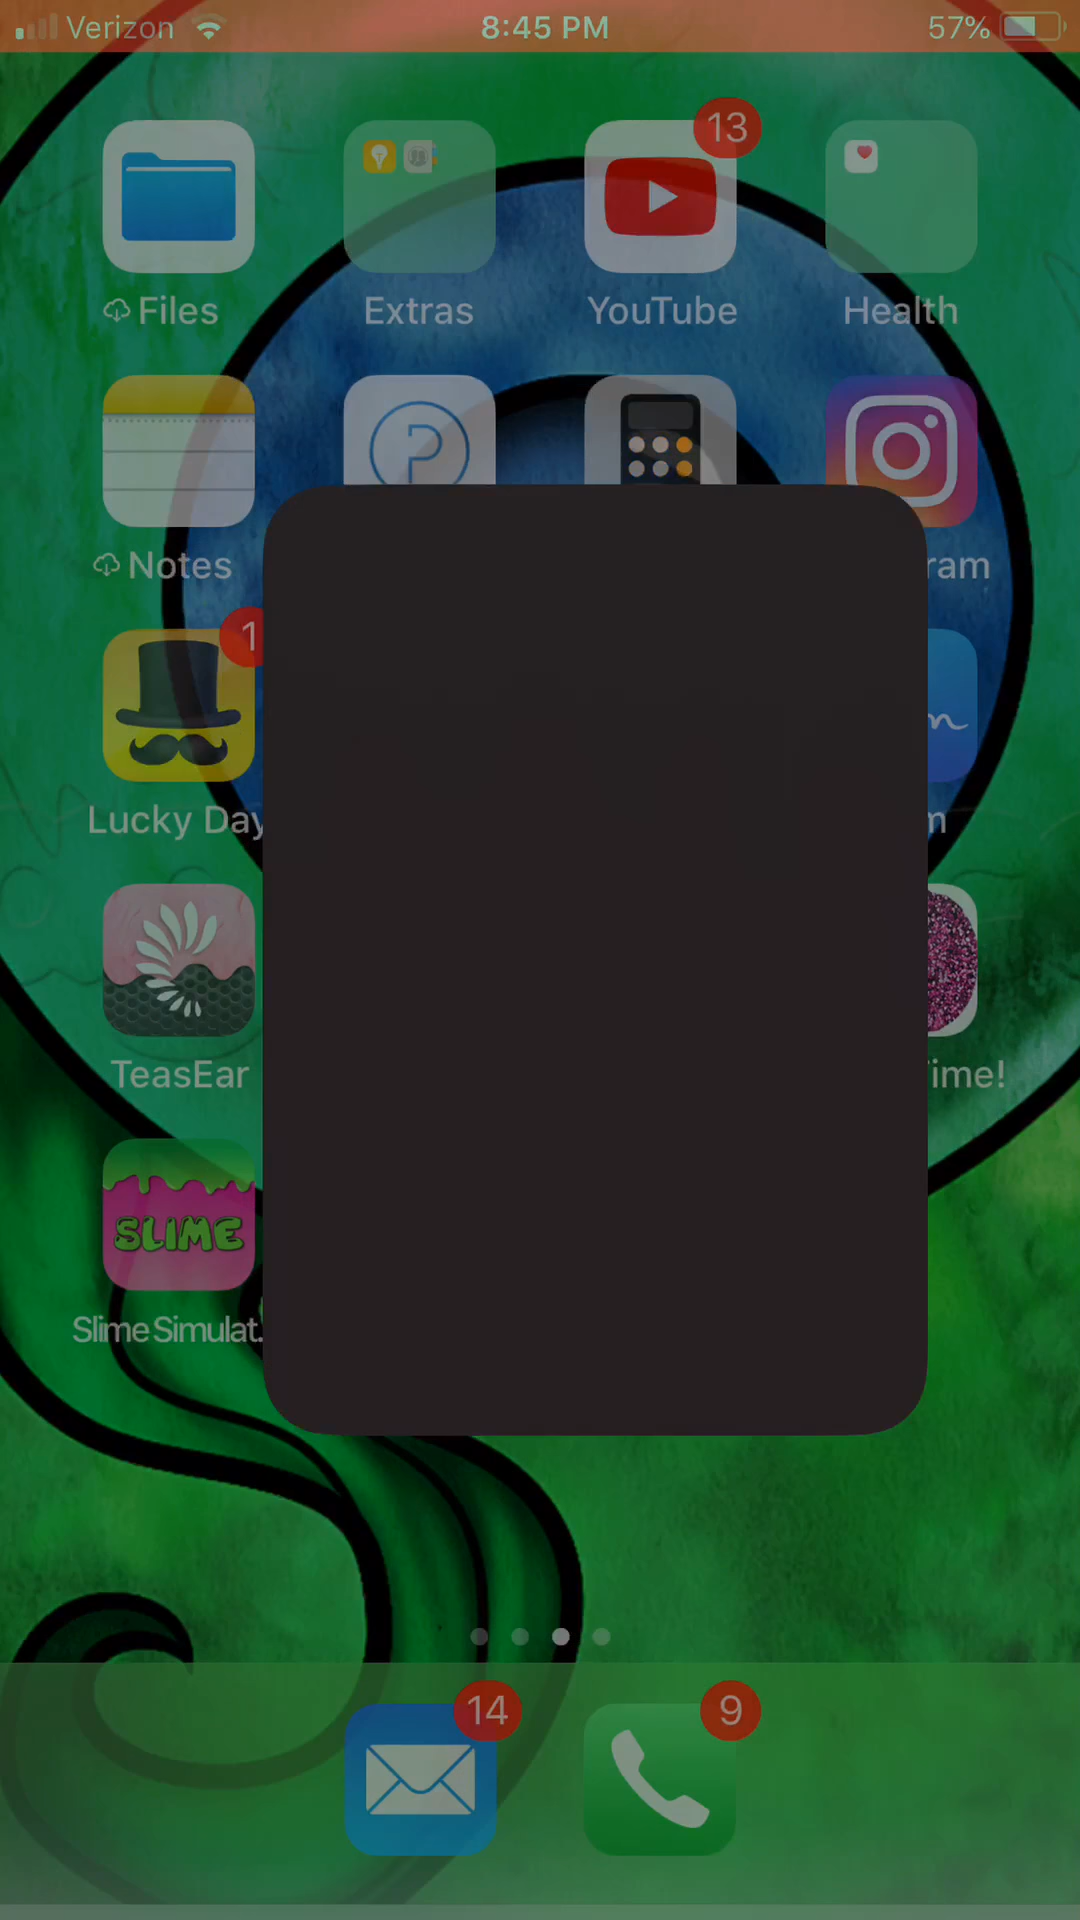 Verizon 8:45 PM 57%
13
Files Extras YouTube Health
P
Notes ram
1
Lucky Day m
TeasEar ime!
SLIME
Slime Simulat.
14 9